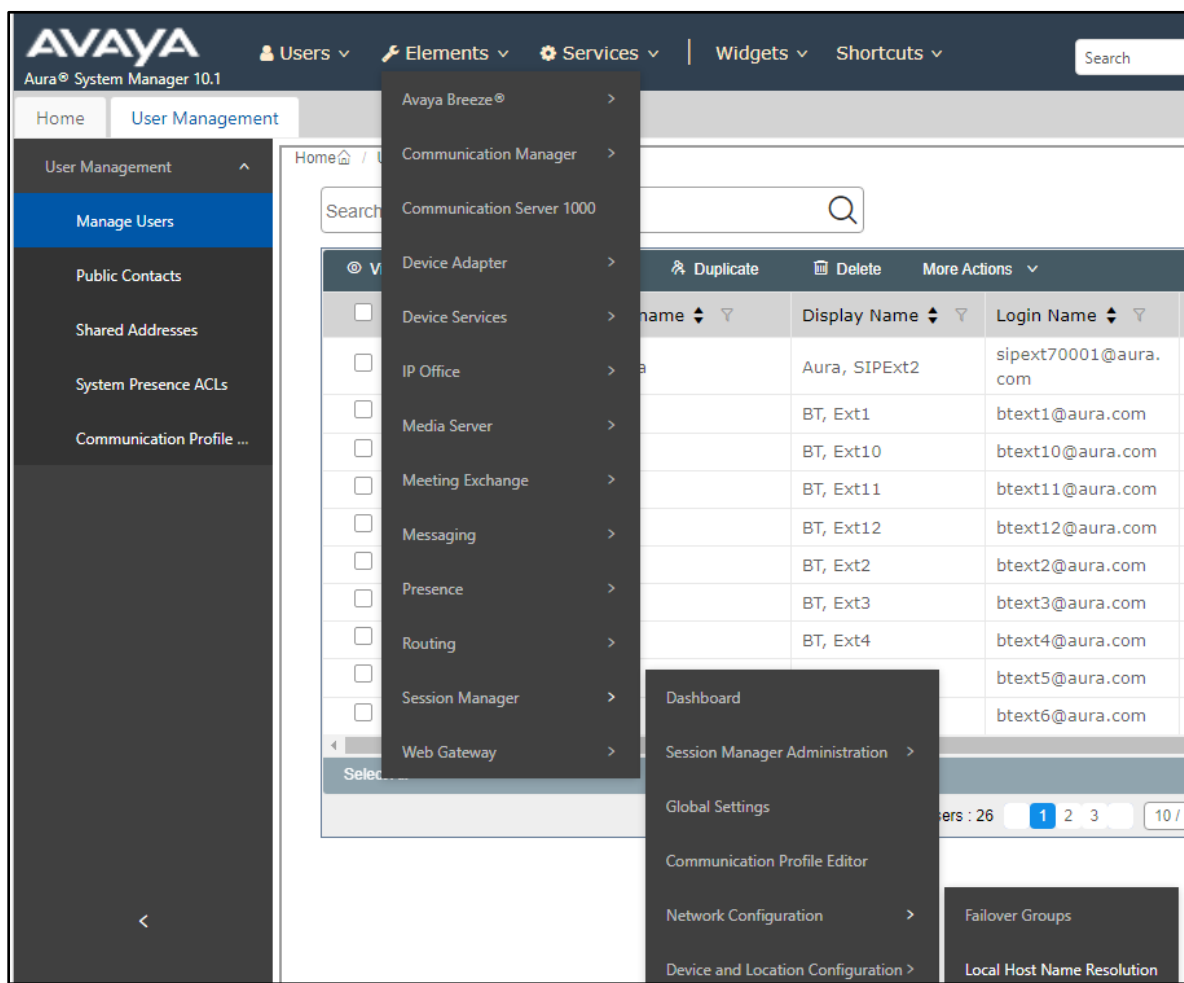 AVAYA
Aura® System Manager 10.1
Users
Elements
Services
Widgets
Shortcuts
Search
Home
User Management
User Management
Manage Users
Public Contacts
Shared Addresses
System Presence ACLs
Communication Profile ...
Home /
Search
Avaya Breeze®
Communication Manager
Communication Server 1000
Device Adapter
Device Services
IP Office
Media Server
Meeting Exchange
Messaging
Presence
Routing
Session Manager
Web Gateway
Duplicate
Delete
More Actions
Display Name
Login Name
Aura, SIPExt2
sipext70001@aura.
com
BT, Ext1
btext1@aura.com
BT, Ext10
btext10@aura.com
BT, Ext11
btext11@aura.com
BT, Ext12
btext12@aura.com
BT, Ext2
btext2@aura.com
BT, Ext3
btext3@aura.com
BT, Ext4
btext4@aura.com
btext5@aura.com
btext6@aura.com
Dashboard
Session Manager Administration
Global Settings
Communication Profile Editor
Network Configuration
Device and Location Configuration
: 26
1 2 3
10 /
Failover Groups
Local Host Name Resolution